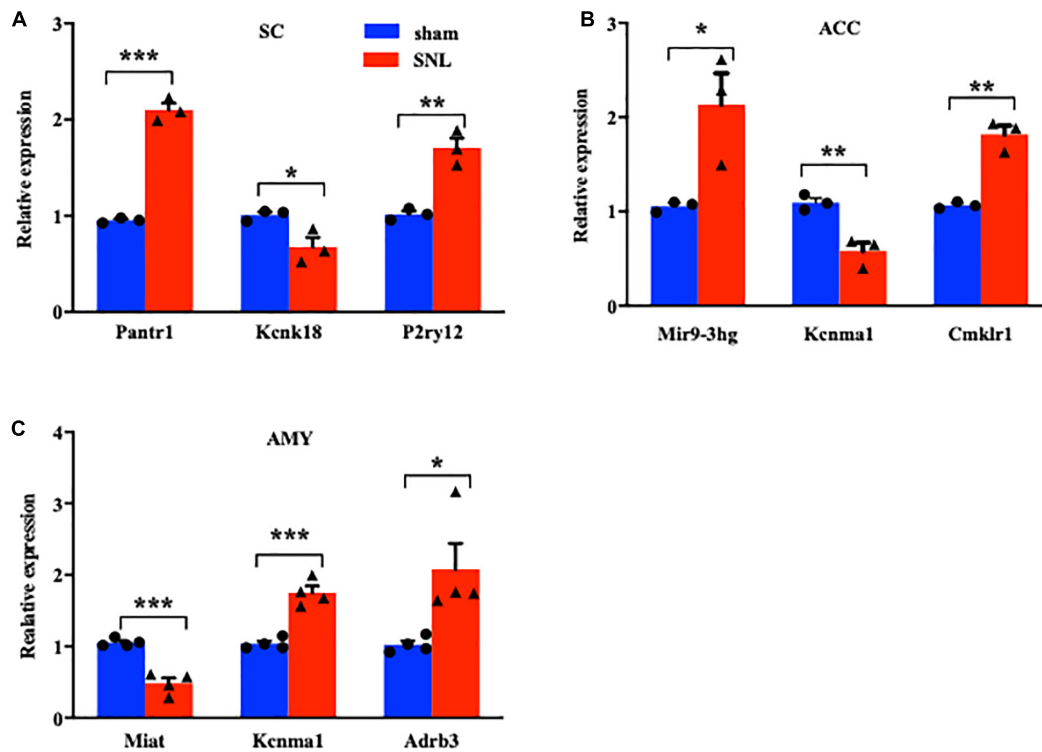 A
SC
sham
SNL
Relative expression
3
2
1
0
***
*
**
Pantr1
Kcnk18
P2ry12
B
ACC
Relative expression
3
2
1
0
*
**
**
Mir9-3hg
Kcnma1
Cmklr1
C
AMY
Realative expression
4
3
2
1
0
***
***
*
Miat
Kcnma1
Adrb3